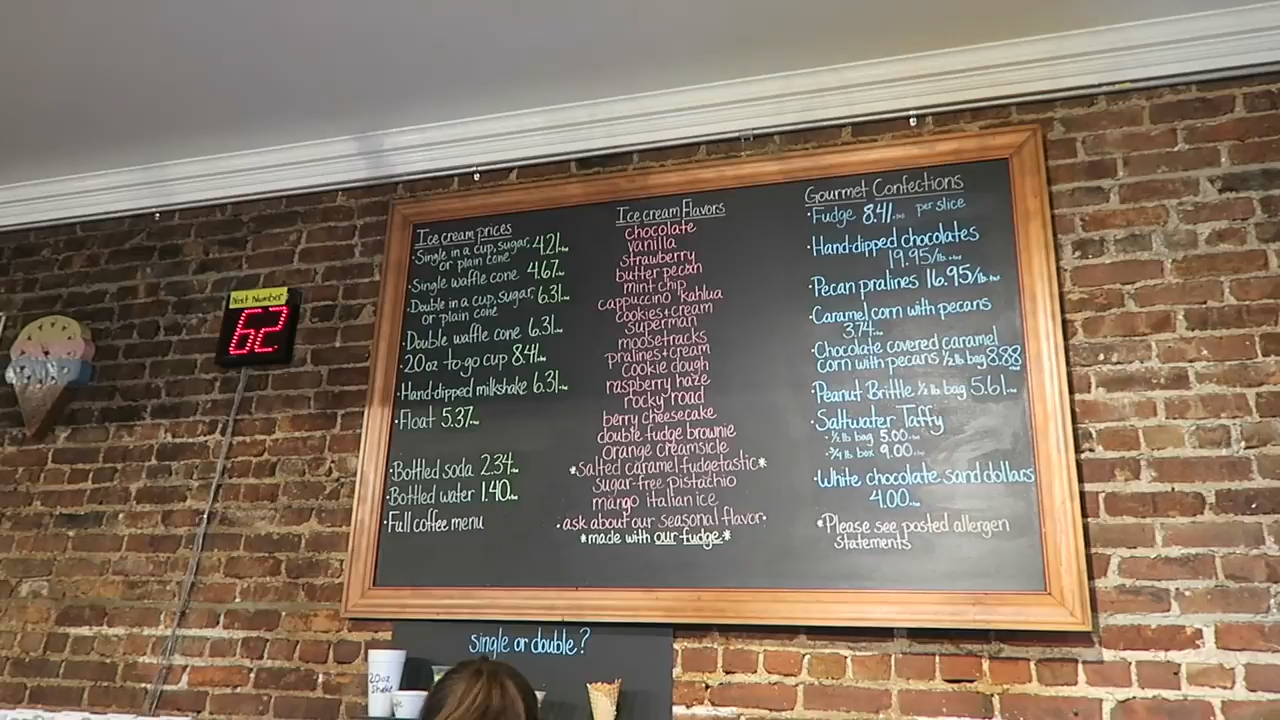 Next Number
62
Ice cream prices
·Single in a cup, sugar, 4.21
or plain cone
·Single waffle cone 4.67
·Double in a cup, sugar, 6.31
or plain cone
·Double waffle cone 6.31
·20oz to-go cup 8.41
·Hand-dipped milkshake 6.31
·Float 5.37
·Bottled soda 2.34
·Bottled water 1.40
·Full coffee menu
Ice cream Flavors
chocolate
vanilla
strawberry
butter pecan
mint chip
cappuccino kahlua
cookies+cream
superman
moosetracks
pralines+cream
cookie dough
raspberry haze
rocky road
berry cheesecake
double fudge brownie
orange creamsicle
*salted caramel fudgetastic*
sugar-free pistachio
mango italian ice
·ask about our seasonal flavor·
*made with our fudge*
Gourmet Confections
·Fudge 8.41 per slice
·Hand-dipped chocolates
19.95/lb.
·Pecan pralines 16.95/lb.
·Caramel corn with pecans
3.74
·Chocolate covered caramel
corn with pecans ½ lb bag 8.88
·Peanut Brittle ½ lb bag 5.61
·Saltwater Taffy
·½ lb bag 5.00
·¾ lb box 9.00
·White chocolate sand dollars
4.00
*Please see posted allergen
statements
single or double?
20oz
Shake